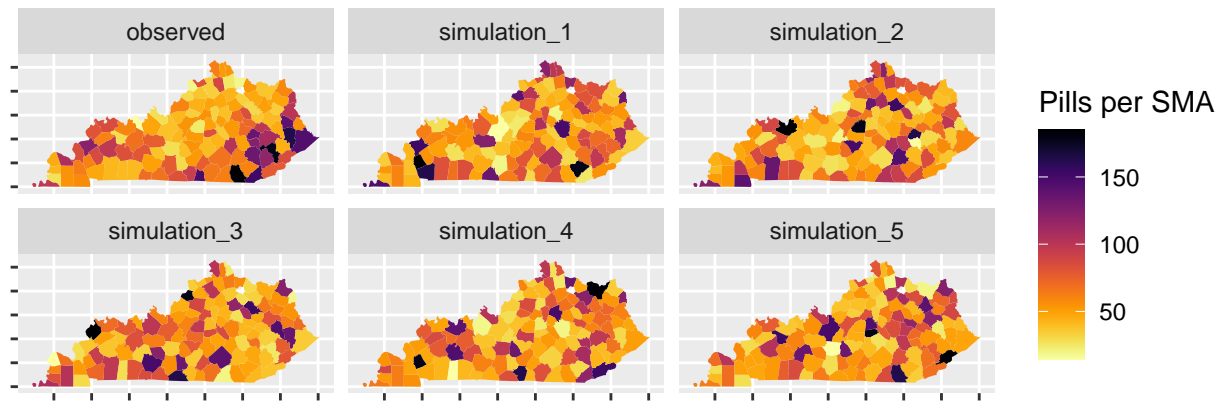 observed
simulation_1
simulation_2
simulation_3
simulation_4
simulation_5
Pills per SMA
150
100
50